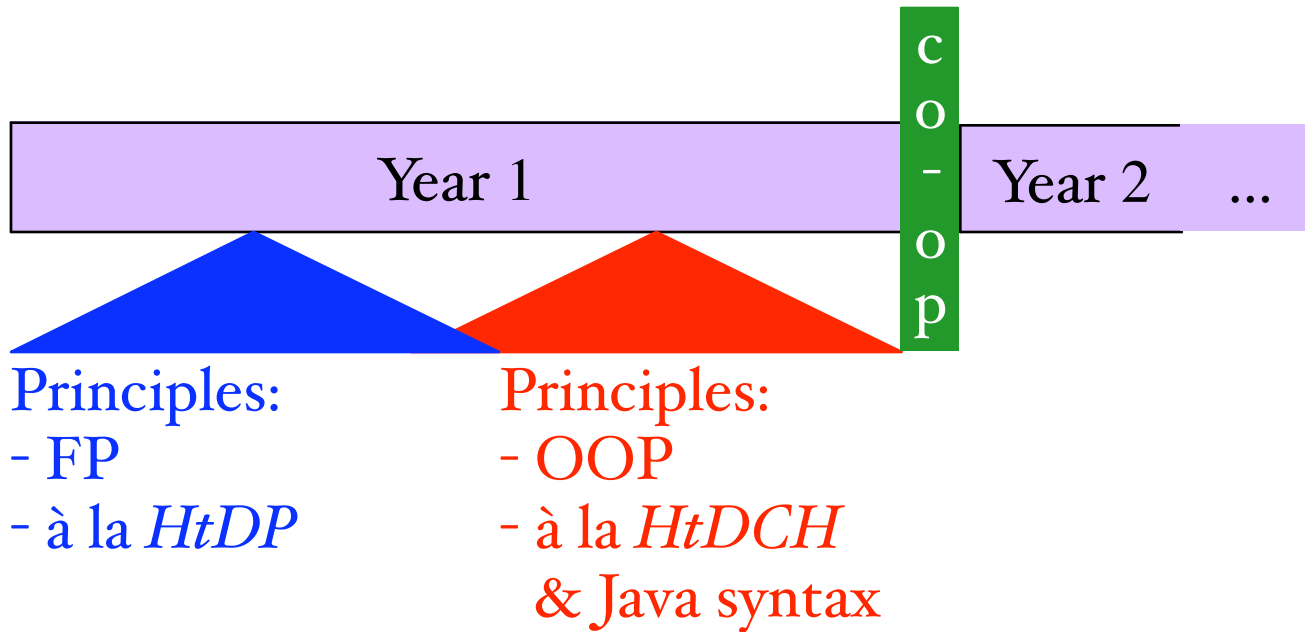 c
o
-
o
p
Year 1
Year 2
...
Principles:
- FP
- à la HtDP
Principles:
- OOP
- à la HtDCH
& Java syntax